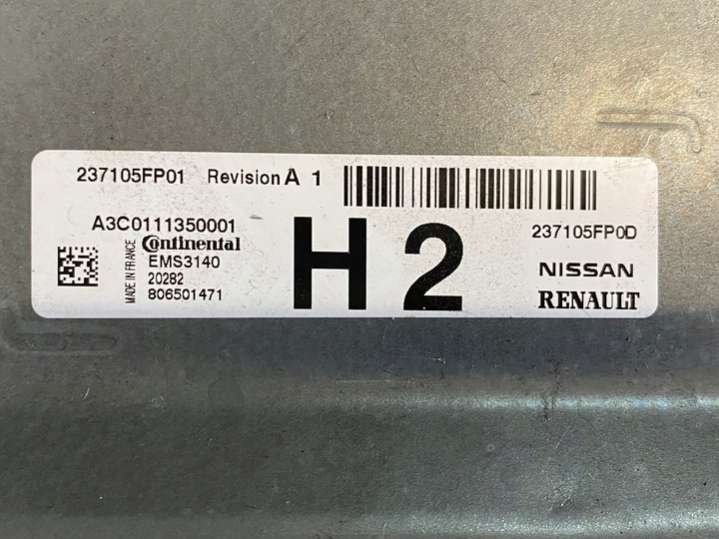 237105FP01 Revision A 1
A3C0111350001
237105FP0D
MADE IN FRANCE
Continental
EMS3140
20282
806501471
H2
NISSAN
RENAULT